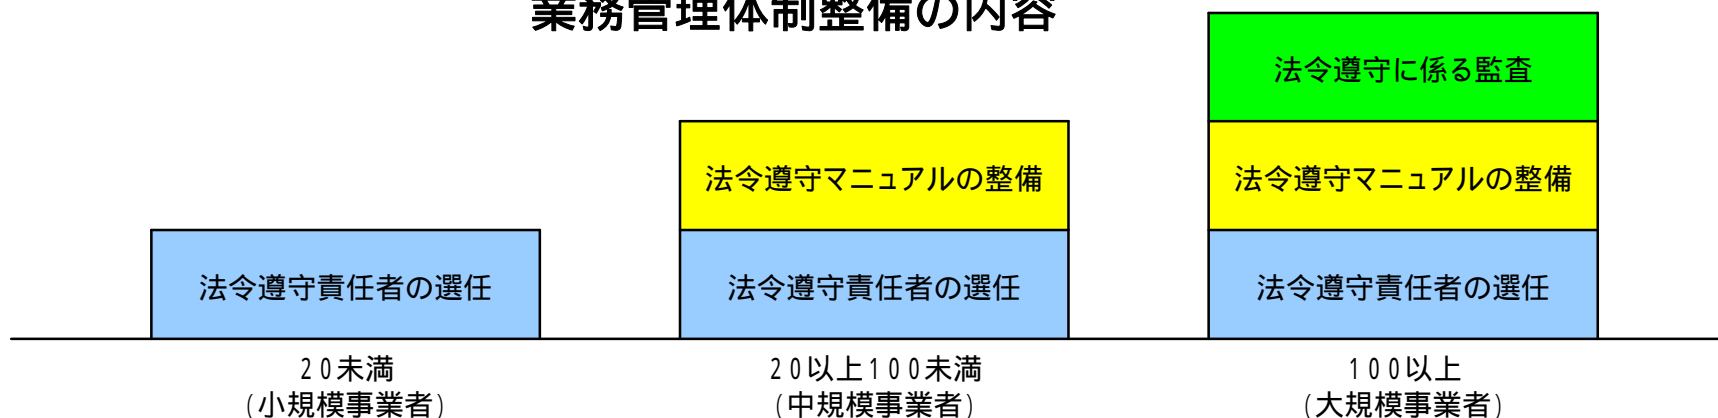 業務管理体制整備の内容
法令遵守に係る監査
法令遵守マニュアルの整備
法令遵守マニュアルの整備
法令遵守責任者の選任
法令遵守責任者の選任
法令遵守責任者の選任
20未満
(小規模事業者)
20以上100未満
(中規模事業者)
100以上
(大規模事業者)